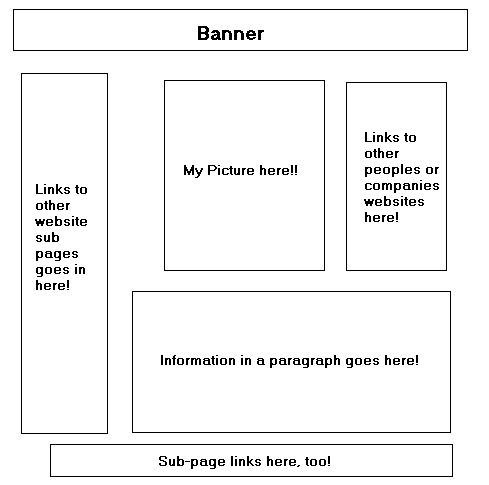 Banner
Links to
other
website
sub
pages
goes in
here!
My Picture here!!
Links to
other
peoples or
companies
websites
here!
Information in a paragraph goes here!
Sub-page links here, too!